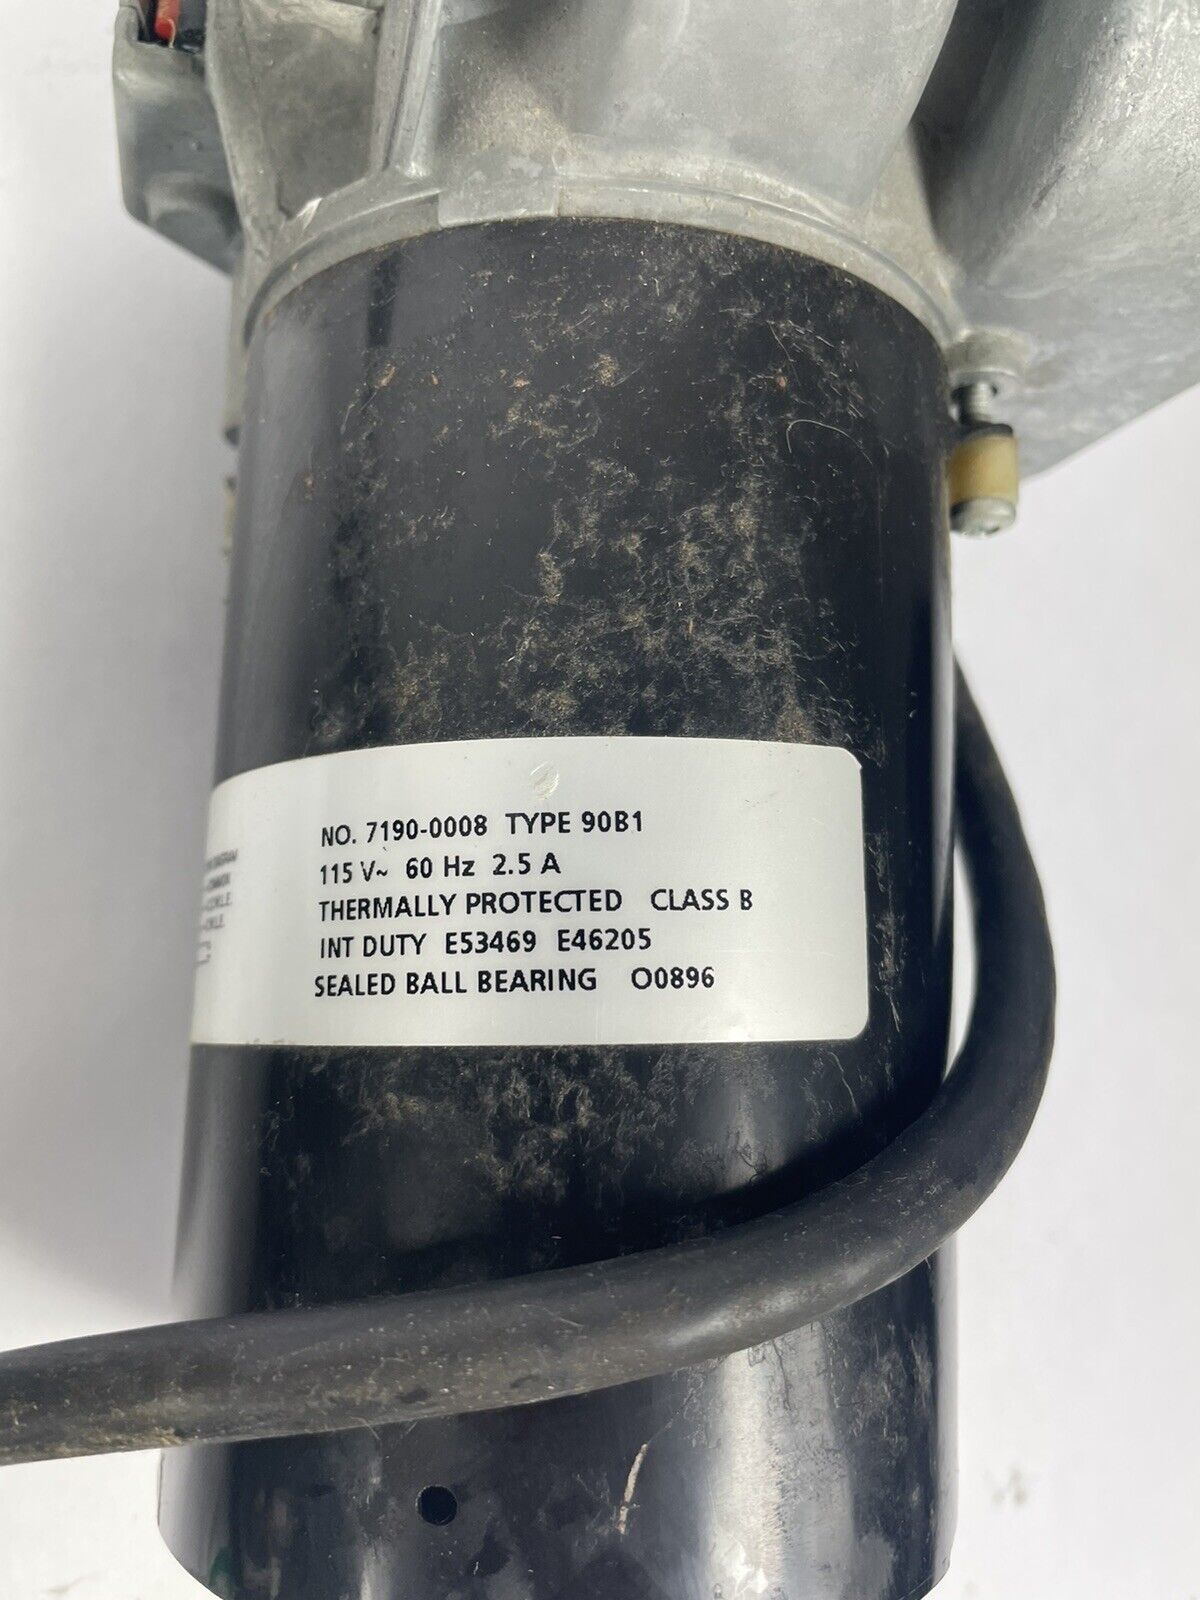 NO. 7190-0008 TYPE 90B1
115 V~ 60 Hz 2.5 A
THERMALLY PROTECTED CLASS B
INT DUTY E53469 E46205
SEALED BALL BEARING O0896